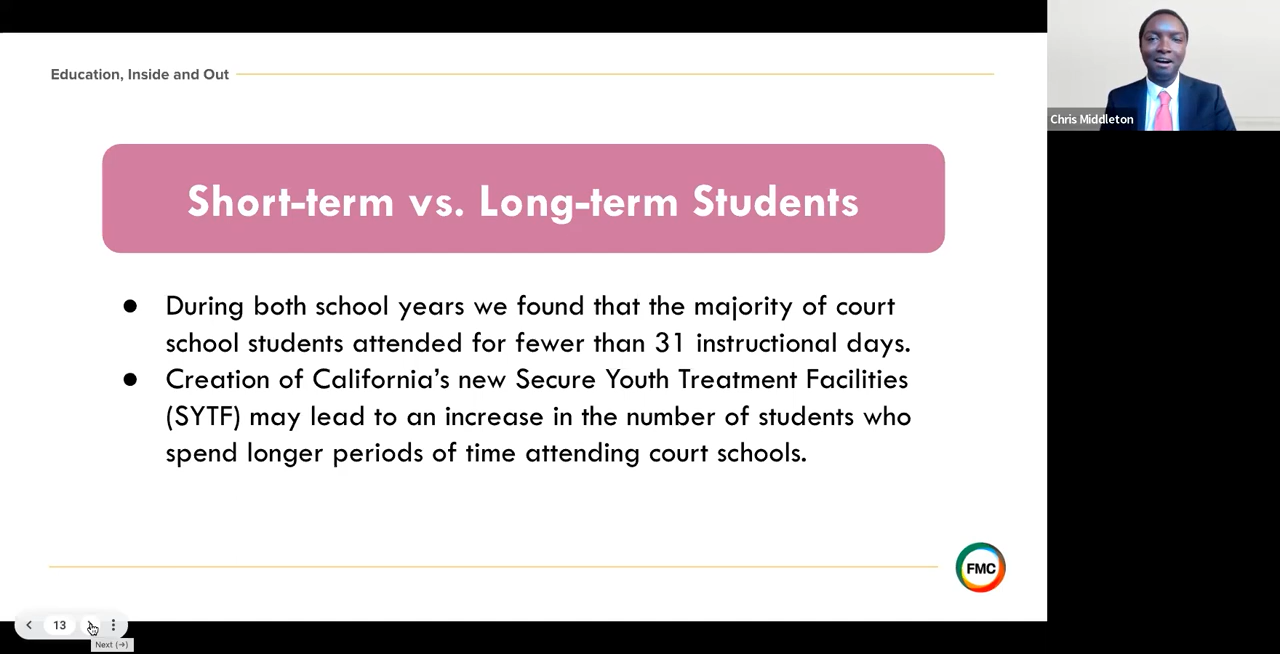 Education, Inside and Out
Chris Middleton
Short-term vs. Long-term Students
● During both school years we found that the majority of court
school students attended for fewer than 31 instructional days.
● Creation of California's new Secure Youth Treatment Facilities
(SYTF) may lead to an increase in the number of students who
spend longer periods of time attending court schools.
FMC
13
Next (→)